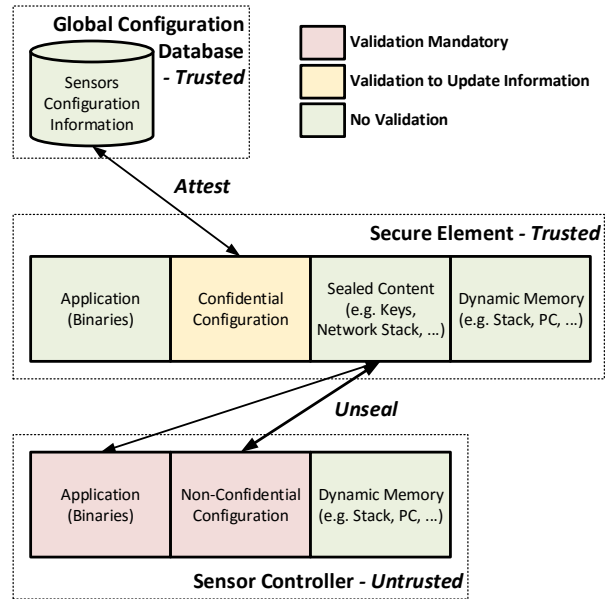 Global Configuration
Database
- Trusted
Sensors
Configuration
Information
Validation Mandatory
Validation to Update Information
No Validation
Attest
Secure Element - Trusted
Application
(Binaries)
Confidential
Configuration
Sealed Content
(e.g. Keys,
Network Stack, ...)
Dynamic Memory
(e.g. Stack, PC, ...)
Unseal
Application
(Binaries)
Non-Confidential
Configuration
Dynamic Memory
(e.g. Stack, PC, ...)
Sensor Controller - Untrusted